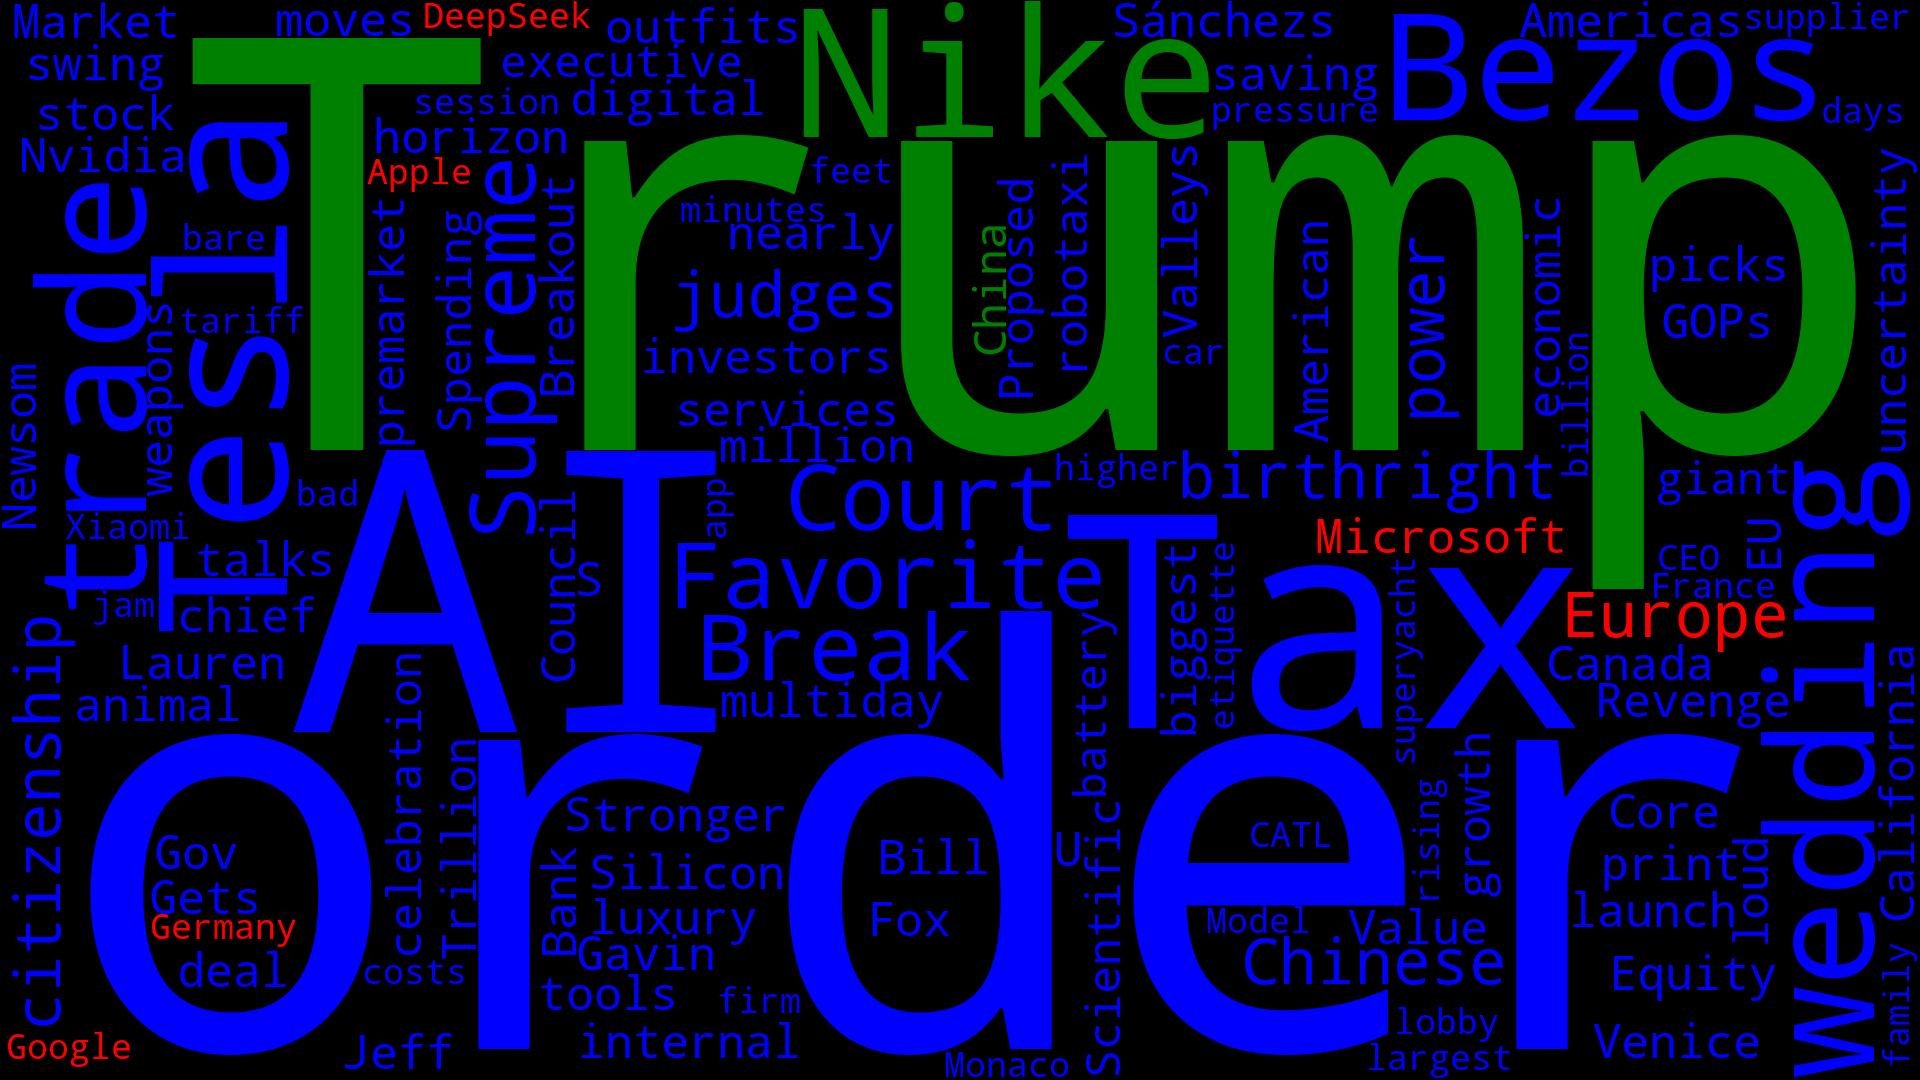 Market
moves
DeepSeek
outfits
Nike
Sánchezs
Bezos
Americas
supplier
swing
executive
saving
stock
session
digital
pressure
days
Nvidia
horizon
Trump
Apple
feet
trade
Tesla
bare
premarket
Spending
Supreme
Breakout
minutes
nearly
China
Proposed
robotaxi
Valleys
American
power
economic
picks
GOPs
uncertainty
judges
weapons
tariff
investors
car
billion
Newsom
services
million
higher
birthright
giant
Court
AI
bad
app
Xiaomi
Council
S
Tax
Microsoft
EU
CEO
France
wedding
talks
Favorite
biggest
etiquette
superyacht
Europe
jam
chief
Break
Canada
citizenship
Lauren
animal
multiday
battery
Revenge
California
order
celebration
Trillion
growth
rising
Stronger
Core
Gov
Bill
U
CATL
print
loud
Gets
Silicon
Scientific
Germany
luxury
Fox
Model
Value
launch
Bank
Gavin
deal
costs
Chinese
Equity
tools
firm
family
Google
Jeff
internal
lobby
Venice
Monaco
largest